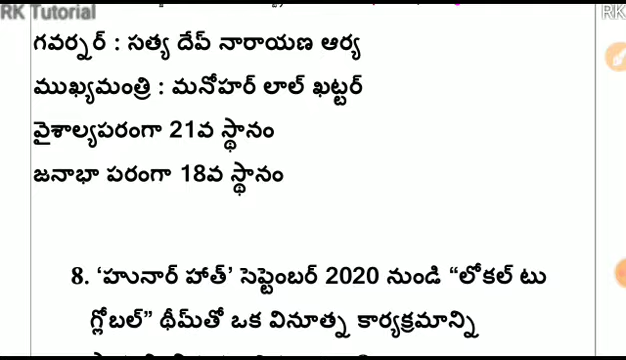 RK Tutorial
RK
గవర్నర్ : సత్య దేవ్ నారాయణ ఆర్య
ముఖ్యమంత్రి : మనోహర్ లాల్ ఖట్టర్
వైశాల్యపరంగా 21వ స్థానం
జనాభా పరంగా 18వ స్థానం
8. ‘హునార్ హాత్’ సెప్టెంబర్ 2020 నుండి “లోకల్ టు
గ్లోబల్” థీమ్‌తో ఒక వినూత్న కార్యక్రమాన్ని